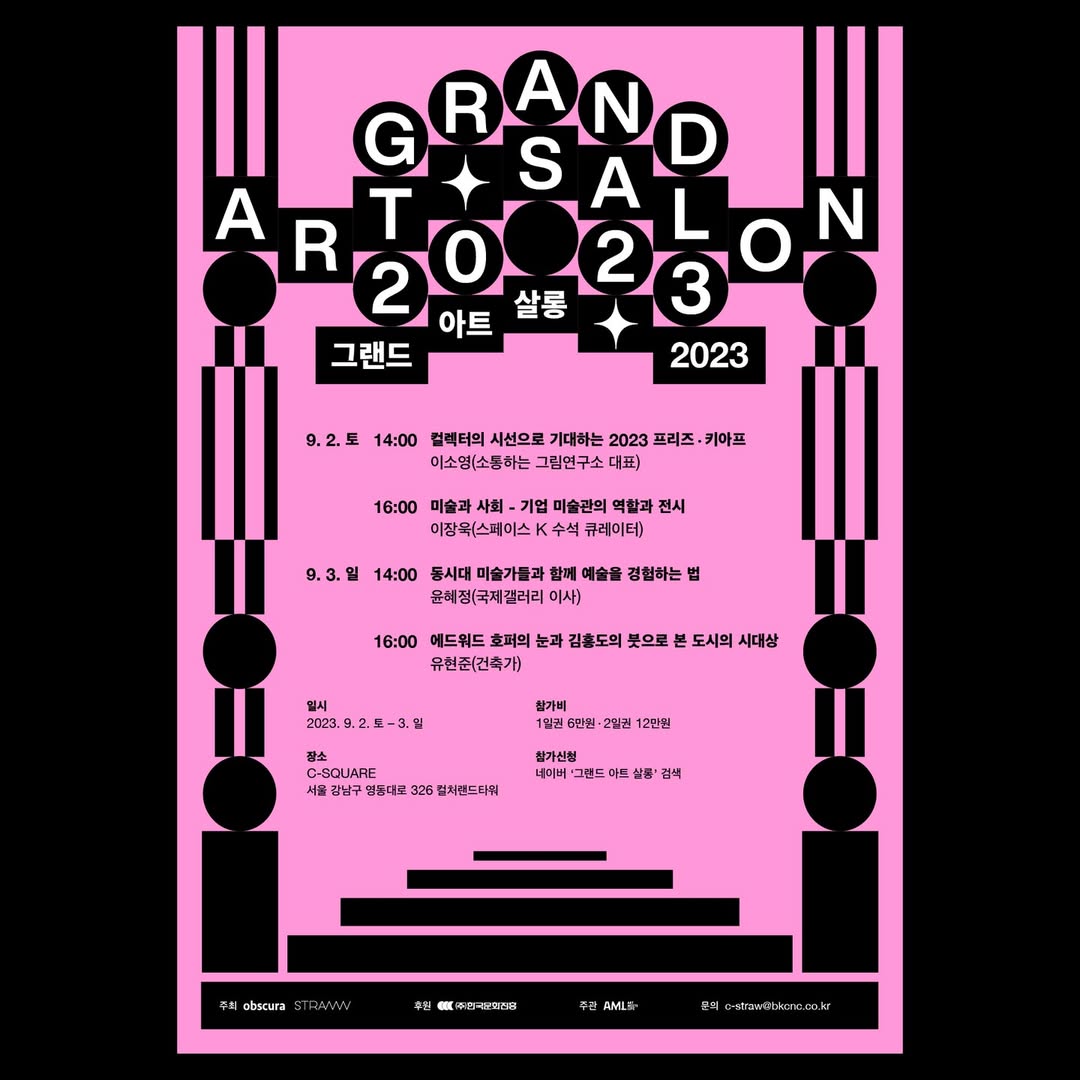 GRAND
ART SALON
2023
그랜드 아트 살롱 2023
9. 2. 토 14:00 컬렉터의 시선으로 기대하는 2023 프리즈·키아프
이소영(소통하는 그림연구소 대표)
16:00 미술과 사회 - 기업 미술관의 역할과 전시
이장욱(스페이스 K 수석 큐레이터)
9. 3. 일 14:00 동시대 미술가들과 함께 예술을 경험하는 법
윤혜정(국제갤러리 이사)
16:00 에드워드 호퍼의 눈과 김홍도의 붓으로 본 도시의 시대상
유현준(건축가)
일시
2023. 9. 2. 토 – 3. 일
장소
C-SQUARE
서울 강남구 영동대로 326 컬처랜드타워
참가비
1일권 6만원·2일권 12만원
참가신청
네이버 ‘그랜드 아트 살롱’ 검색
주최 obscura STRAW
후원 (주)한국문화진흥
주관 AML
문의 c-straw@bkcnc.co.kr